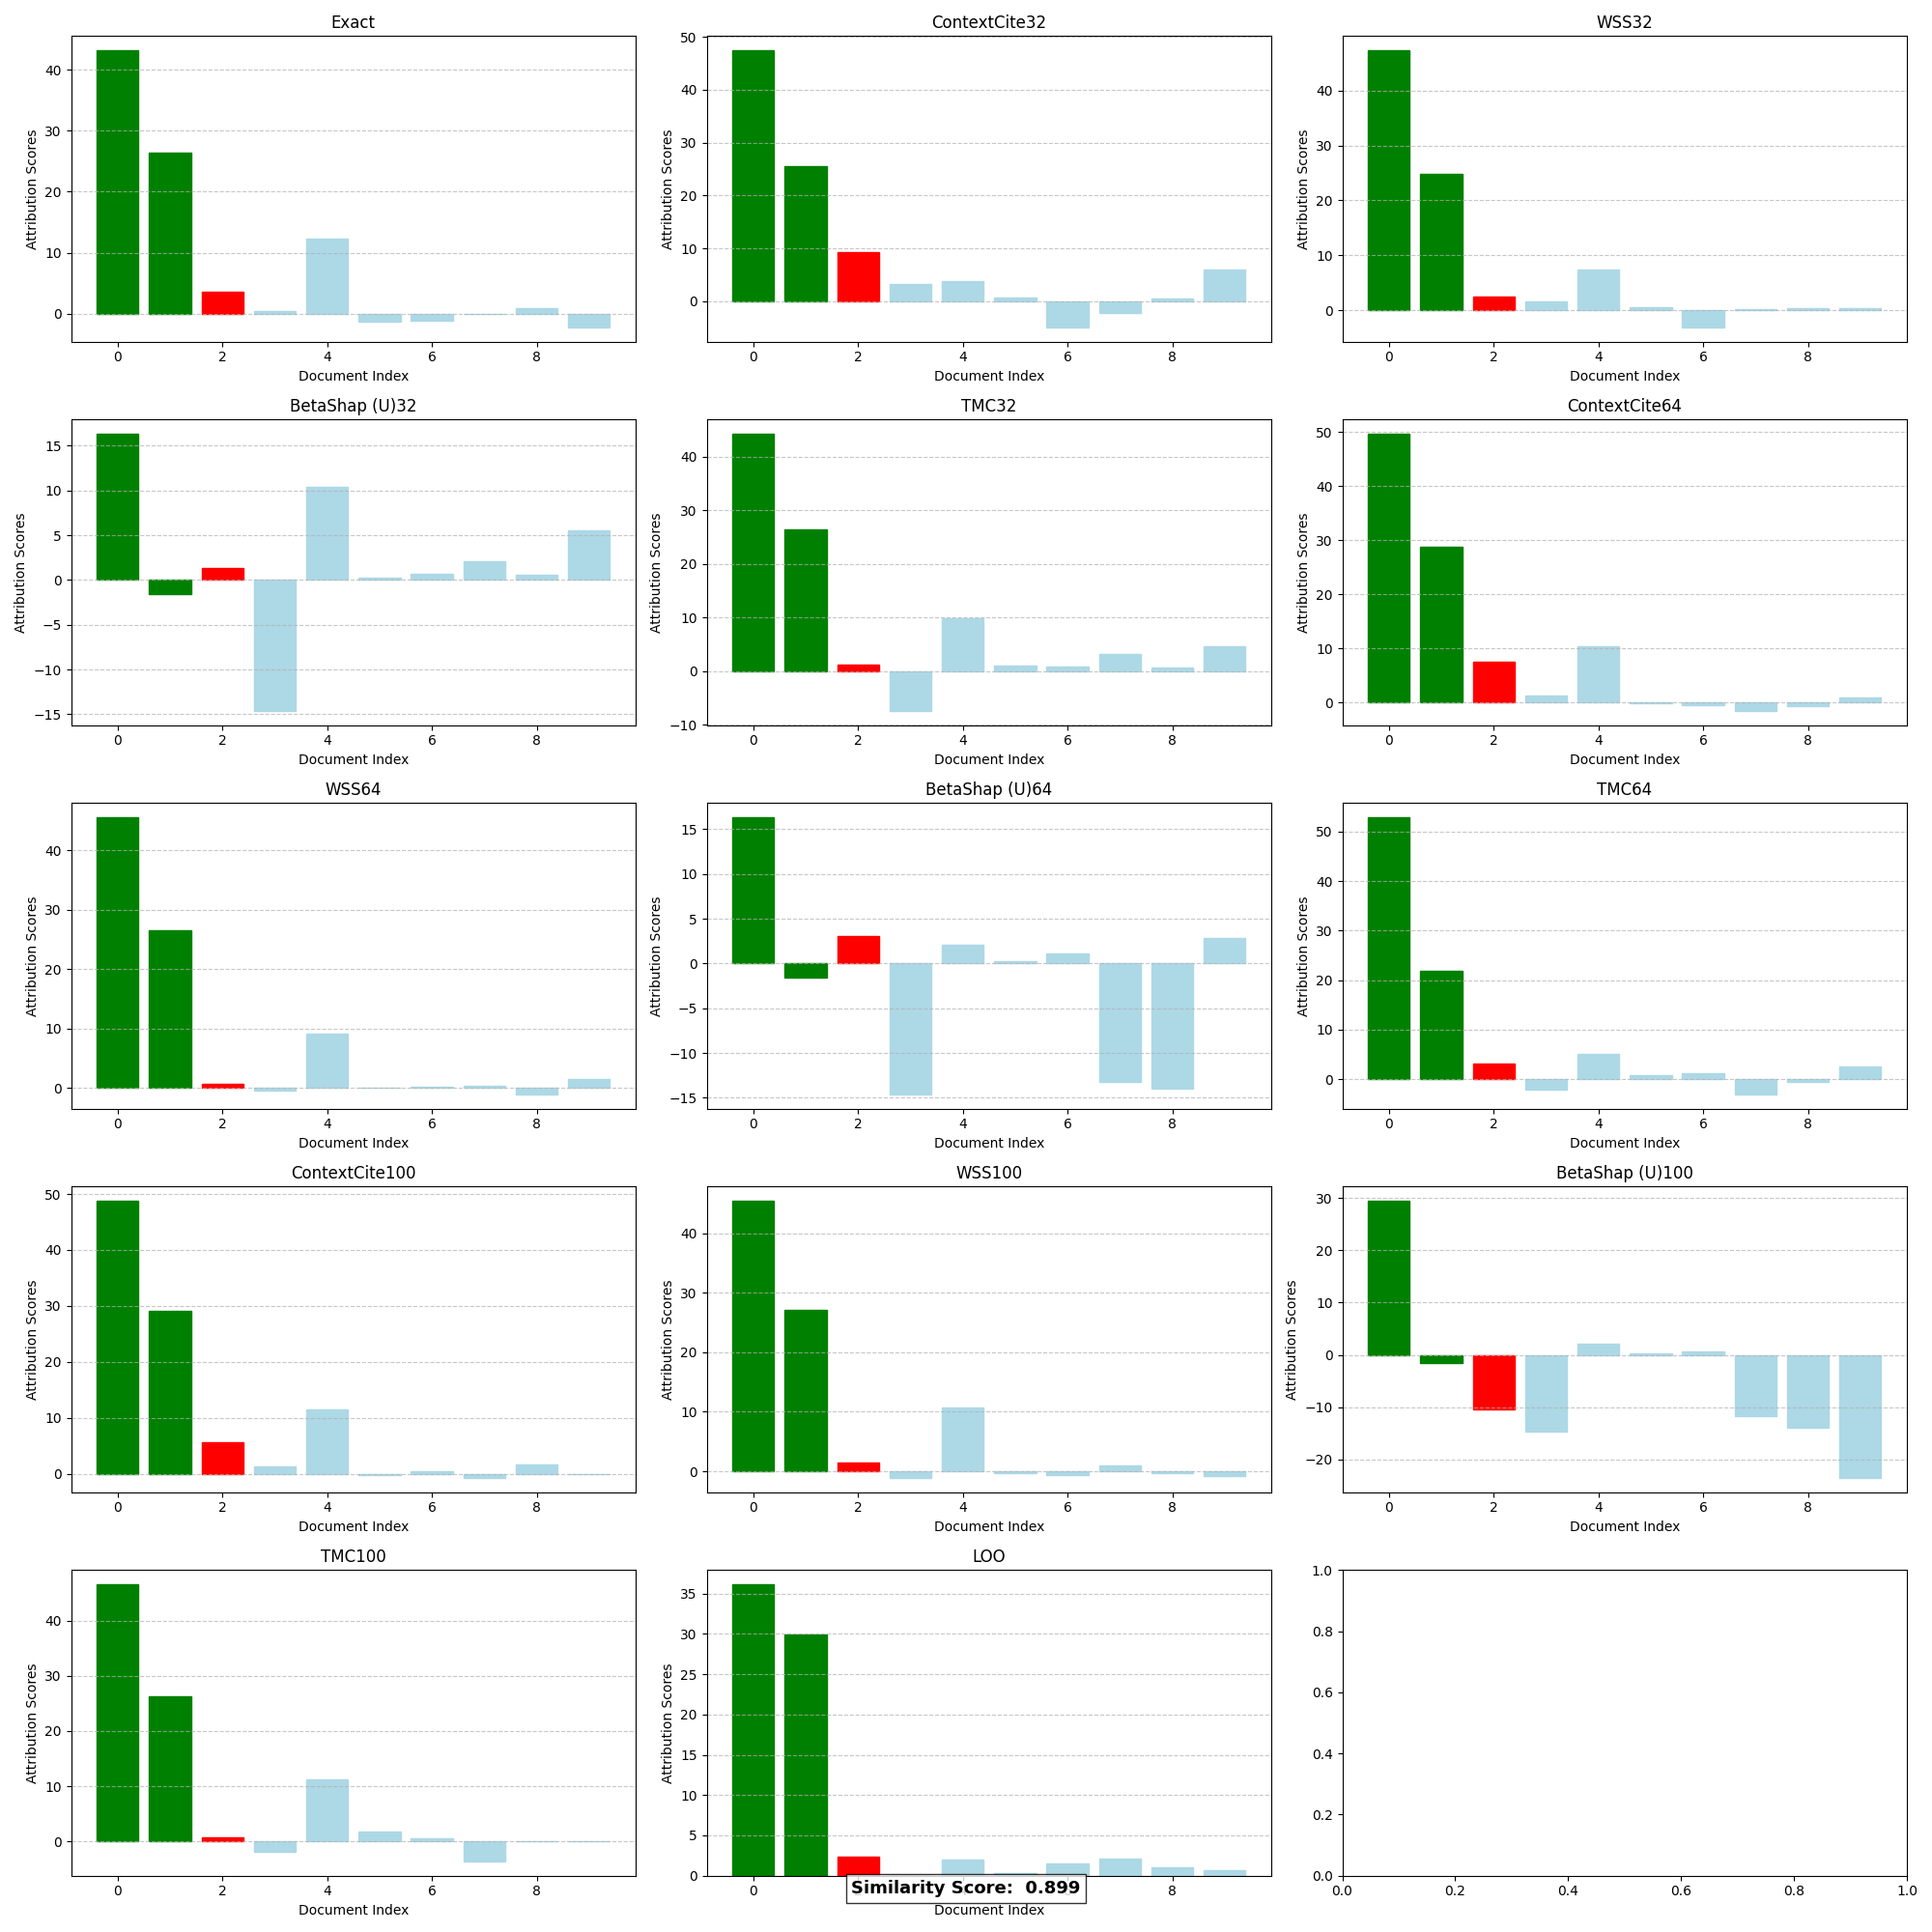 Exact
Attribution Scores
40
30
20
10
0
0 2 4 6 8
Document Index
ContextCite32
Attribution Scores
50
40
30
20
10
0
0 2 4 6 8
Document Index
WSS32
Attribution Scores
40
30
20
10
0
0 2 4 6 8
Document Index
BetaShap (U)32
Attribution Scores
15
10
5
0
−5
−10
−15
0 2 4 6 8
Document Index
TMC32
Attribution Scores
40
30
20
10
0
−10
0 2 4 6 8
Document Index
ContextCite64
Attribution Scores
50
40
30
20
10
0
0 2 4 6 8
Document Index
WSS64
Attribution Scores
40
30
20
10
0
0 2 4 6 8
Document Index
BetaShap (U)64
Attribution Scores
15
10
5
0
−5
−10
−15
0 2 4 6 8
Document Index
TMC64
Attribution Scores
50
40
30
20
10
0
0 2 4 6 8
Document Index
ContextCite100
Attribution Scores
50
40
30
20
10
0
0 2 4 6 8
Document Index
WSS100
Attribution Scores
40
30
20
10
0
0 2 4 6 8
Document Index
BetaShap (U)100
Attribution Scores
30
20
10
0
−10
−20
0 2 4 6 8
Document Index
TMC100
Attribution Scores
40
30
20
10
0
0 2 4 6 8
Document Index
LOO
Attribution Scores
35
30
25
20
15
10
5
0
0 8
Similarity Score: 0.899
Document Index
1.0
0.8
0.6
0.4
0.2
0.0
0.0 0.2 0.4 0.6 0.8 1.0